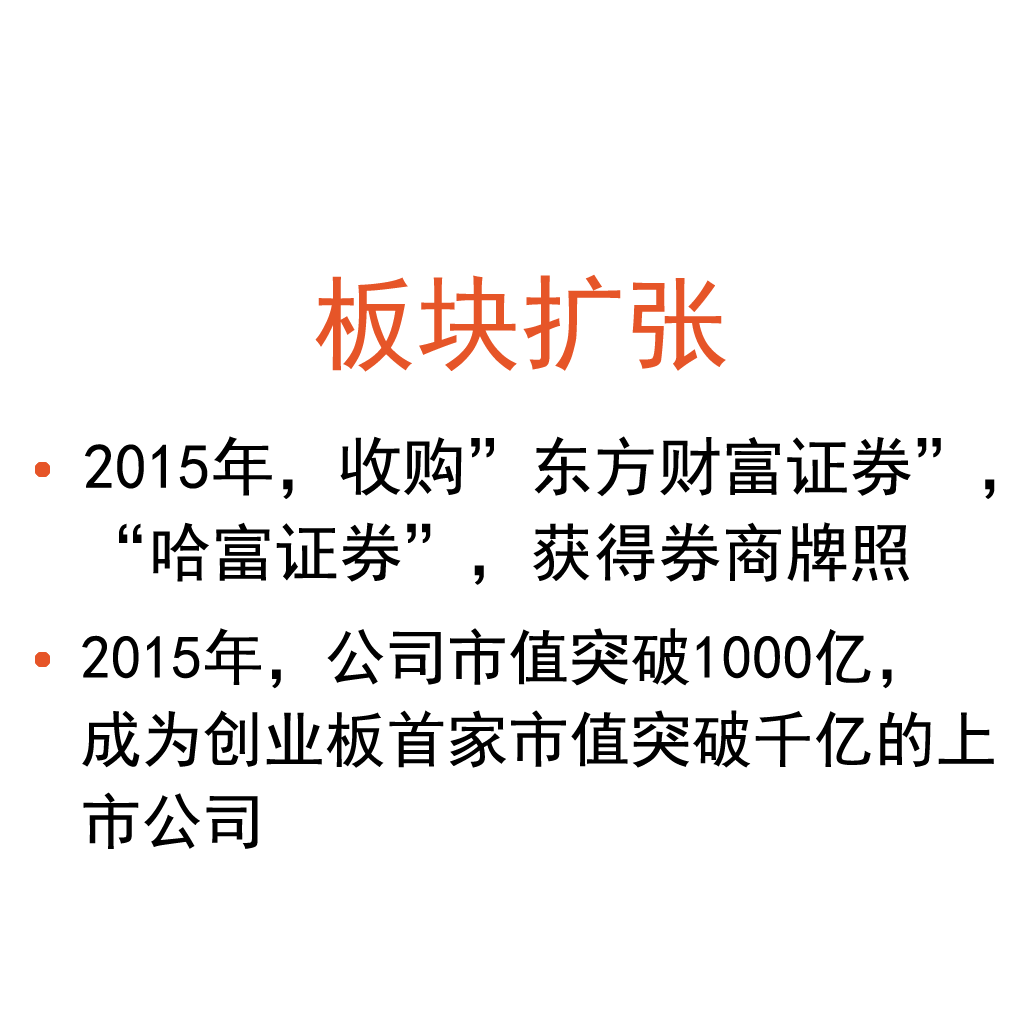 板块扩张
• 2015年，收购”东方财富证券”，
“哈富证券”，获得券商牌照
• 2015年，公司市值突破1000亿，
成为创业板首家市值突破千亿的上
市公司